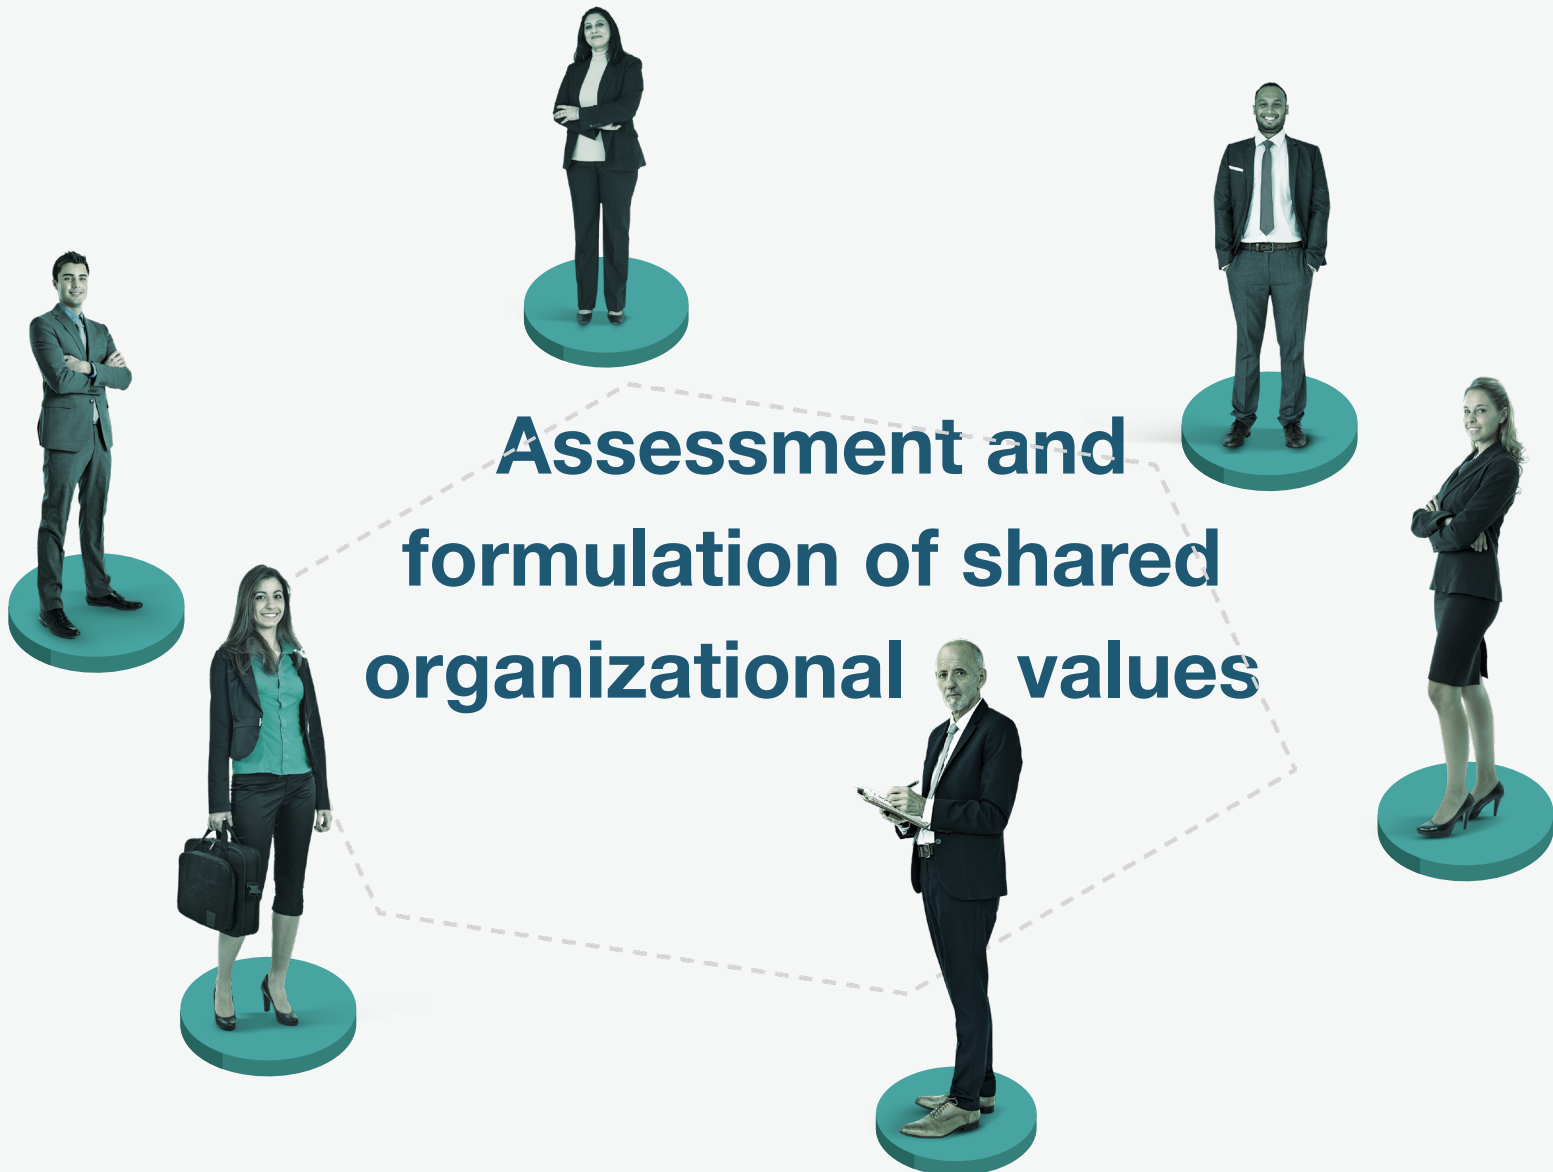 Assessment and
formulation of shared
organizational values